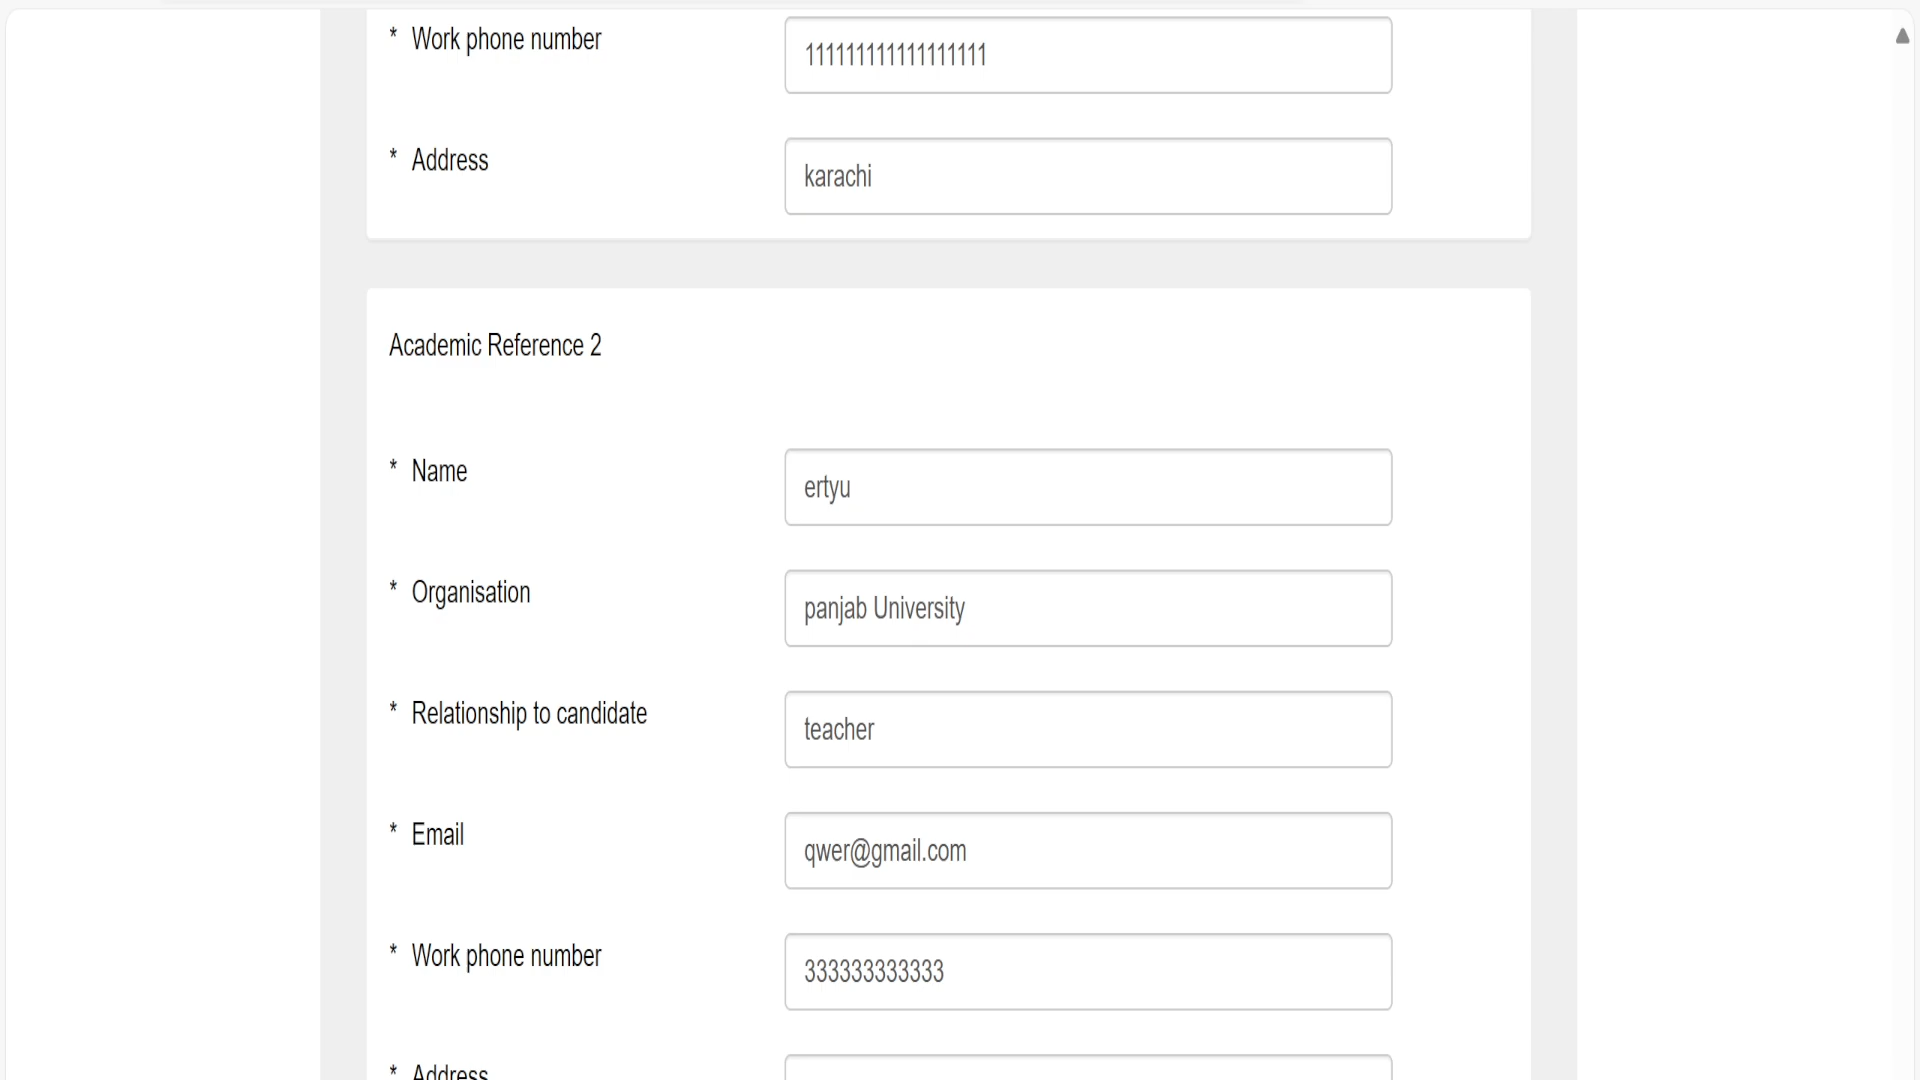 * Work phone number 111111111111111111
* Address karachi
Academic Reference 2
* Name ertyu
* Organisation panjab University
* Relationship to candidate teacher
* Email qwer@gmail.com
* Work phone number 333333333333
* Address